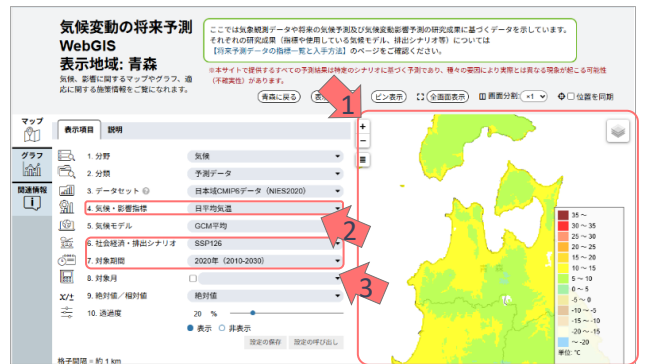 気候変動の将来予測
WebGIS
表示地域: 青森
気候、影響に関するマップやグラフ、適
応に関する施策情報をご覧になれます。
ここでは気象観測データや将来の気候予測及び気候変動影響予測の研究成果に基づくデータを示しています。
それぞれの研究成果（指標や使用している気候モデル、排出シナリオ等）については
【将来予測データの指標一覧と入手方法】のページをご確認ください。
※本サイトで提供するすべての予測結果は特定のシナリオに基づく予測であり、種々の要因により実際とは異なる現象が起こる可能性
（不確実性）があります。
青森に戻る
ピン表示
全画面表示
画面分割:
×1
位置を同期
1
マップ
グラフ
関連情報
表示項目 説明
1. 分野 気候
2. 分類 予測データ
3. データセット 日本域CMIP6データ（NIES2020）
4. 気候・影響指標 日平均気温
5. 気候モデル GCM平均
6. 社会経済・排出シナリオ SSP126
7. 対象期間 2020年（2010-2030）
8. 対象月
9. 絶対値／相対値 絶対値
10. 透過度 20 %
表示 非表示
設定の保存 設定の呼び出し
格子間隔 = 約 1 km
2
3
+
−
青森
35 ～
30 ～ 35
25 ～ 30
20 ～ 25
15 ～ 20
10 ～ 15
5 ～ 10
0 ～ 5
-5 ～ 0
-10 ～ -5
-15 ～ -10
-20 ～ -15
～ -20
単位: ℃